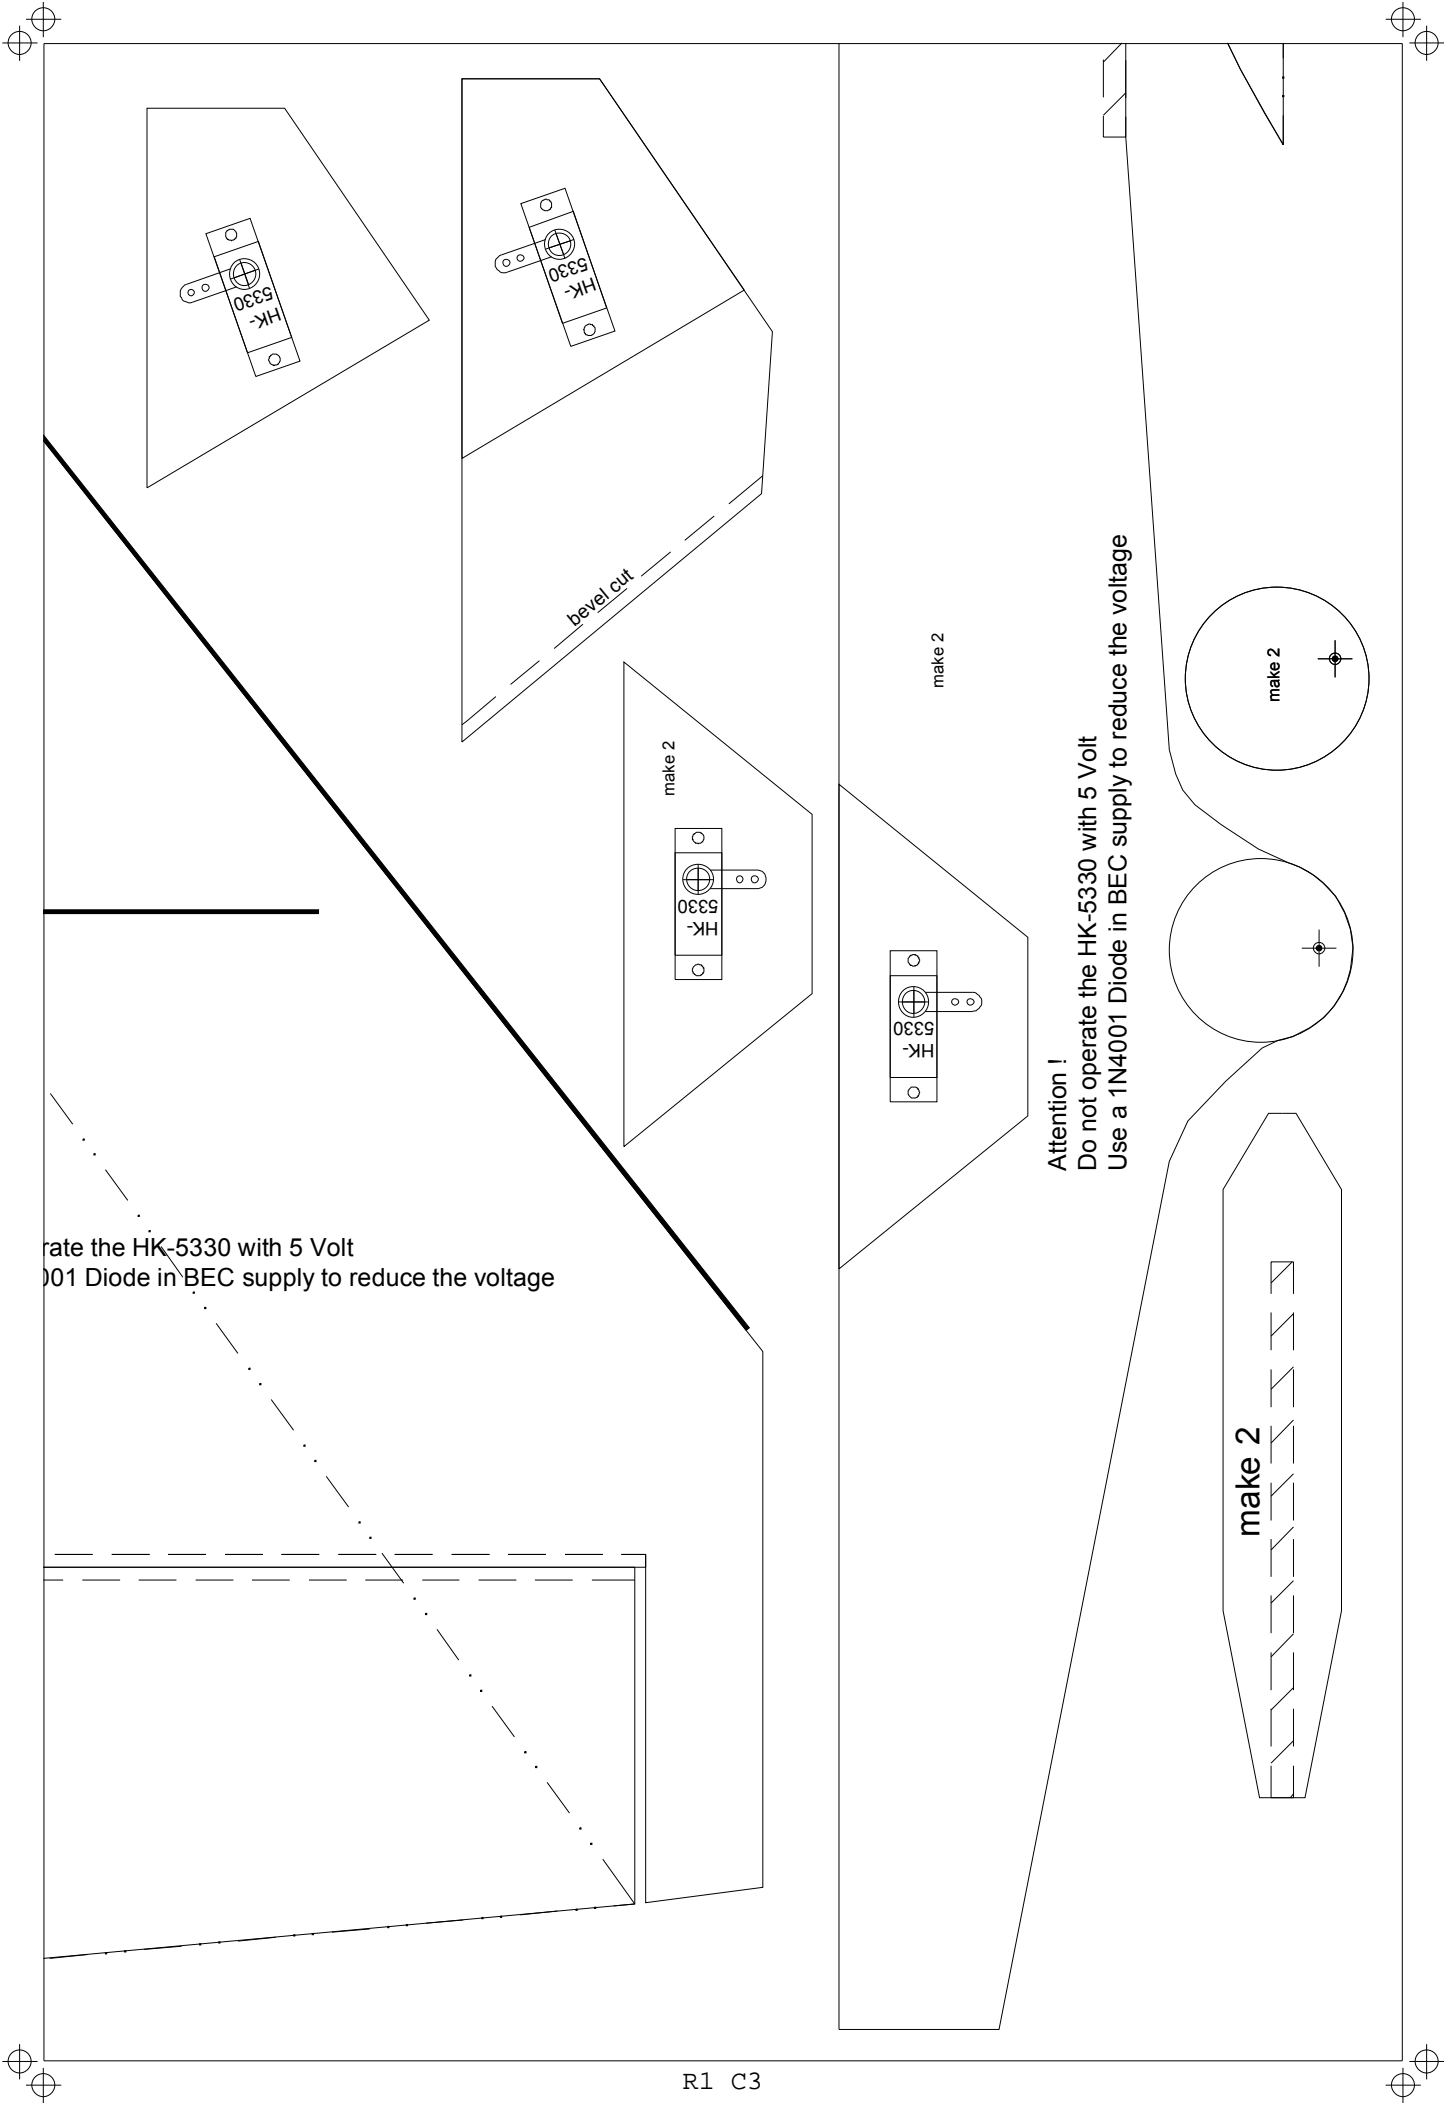 5330
HK-
5330
HK-
bevel cut
make 2
make 2
make 2
5330
HK-
5330
HK-
Attention !
Do not operate the HK-5330 with 5 Volt
Use a 1N4001 Diode in BEC supply to reduce the voltage
rate the HK-5330 with 5 Volt
001 Diode in BEC supply to reduce the voltage
make 2
R1 C3